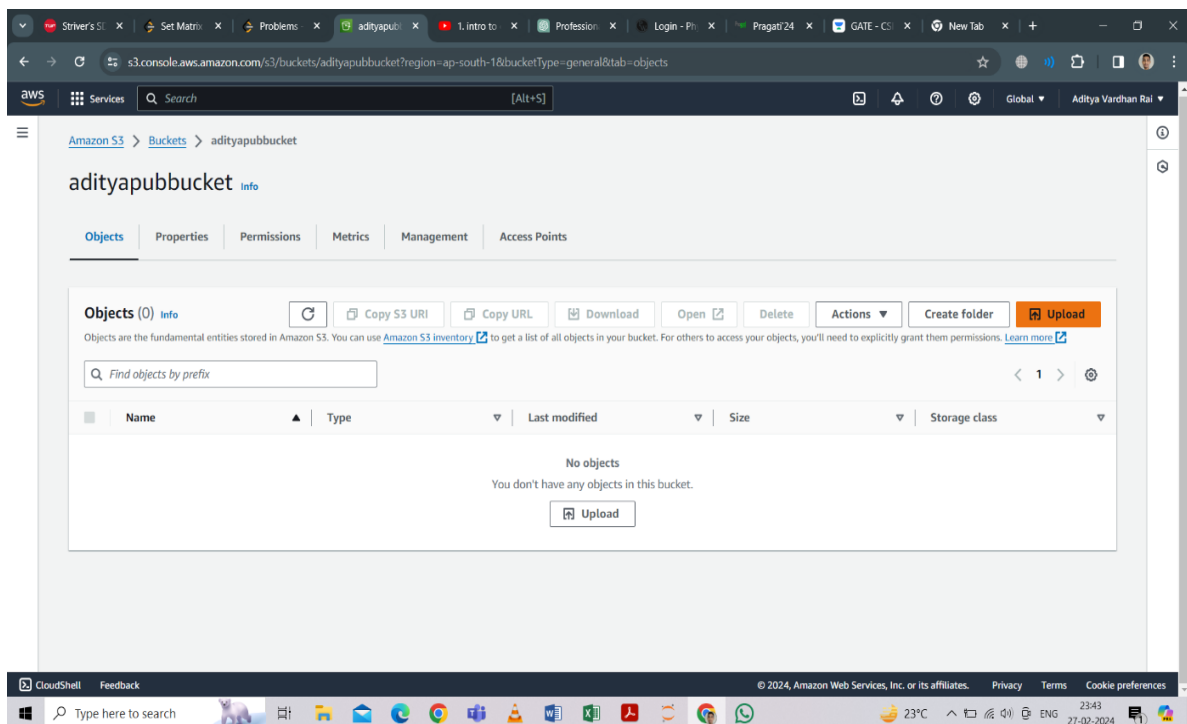 Striver's SD
Set Matrix
Problems -
adityapubl
1. intro to
Profession
Login - Ph
Pragati'24
GATE - CSE
New Tab
s3.console.aws.amazon.com/s3/buckets/adityapubbucket?region=ap-south-1&bucketType=general&tab=objects
aws
Services
Search
[Alt+S]
Global
Aditya Vardhan Rai
Amazon S3 > Buckets > adityapubbucket
adityapubbucket Info
Objects
Properties
Permissions
Metrics
Management
Access Points
Objects (0) Info
Copy S3 URI
Copy URL
Download
Open
Delete
Actions
Create folder
Upload
Objects are the fundamental entities stored in Amazon S3. You can use Amazon S3 inventory to get a list of all objects in your bucket. For others to access your objects, you'll need to explicitly grant them permissions. Learn more
Find objects by prefix
1
Name
Type
Last modified
Size
Storage class
No objects
You don't have any objects in this bucket.
Upload
CloudShell
Feedback
© 2024, Amazon Web Services, Inc. or its affiliates.
Privacy
Terms
Cookie preferences
Type here to search
23°C
ENG
23:43
27-02-2024